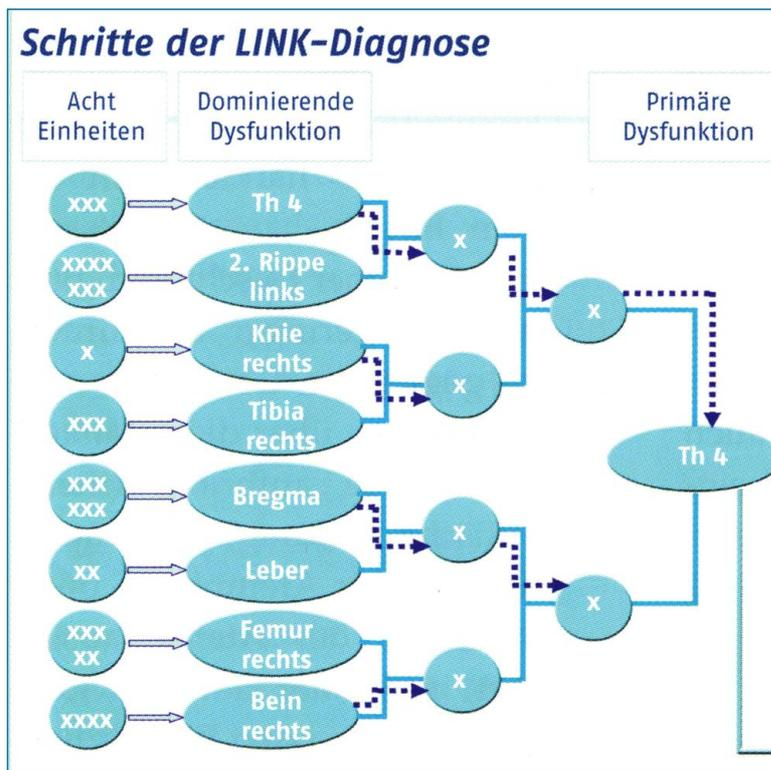 Schritte der LINK-Diagnose
Acht
Einheiten
Dominierende
Dysfunktion
Primäre
Dysfunktion
xxx
Th 4
x
xxxx
xxx
2. Rippe
links
x
x
Knie
rechts
x
xxx
Tibia
rechts
Th 4
xxx
xxx
Bregma
x
xx
Leber
x
xxx
xx
Femur
rechts
x
xxxx
Bein
rechts